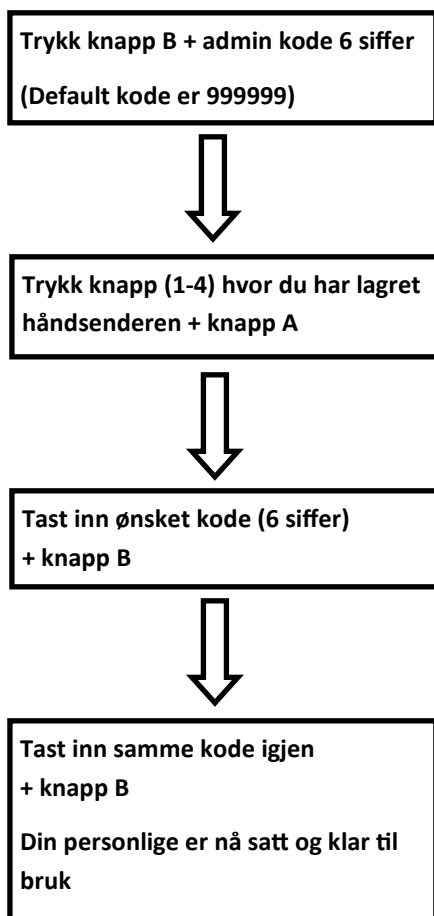 Trykk knapp B + admin kode 6 siffer
(Default kode er 999999)
Trykk knapp (1-4) hvor du har lagret
håndsenderen + knapp A
Tast inn ønsket kode (6 siffer)
+ knapp B
Tast inn samme kode igjen
+ knapp B
Din personlige er nå satt og klar til
bruk